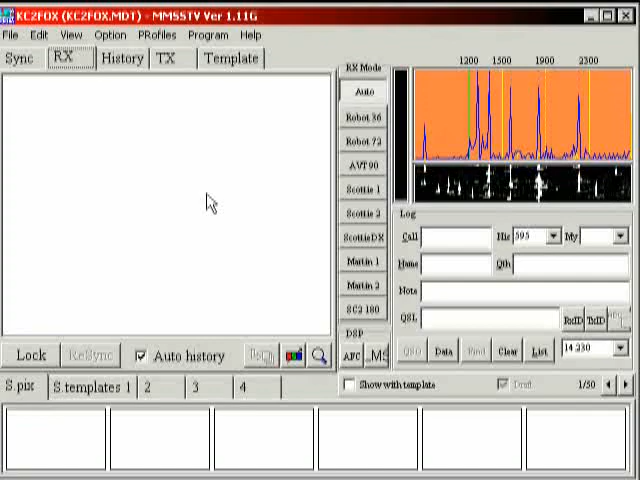 KC2FOX (KC2FOX.MDT) - MMSSTV Ver 1.11G
File Edit View Option PRofiles Program Help
Sync RX History TX Template
RX Mode
Auto
Robot 36
Robot 72
AVT 90
Scottie 1
Scottie 2
ScottieDX
Martin 1
Martin 2
SC2 180
DSP
AFC LMS
1200 1500 1900 2300
Log
Call His 595 My
Name Qth
Note
QSL RxID TxID
QSO Data Find Clear List 14.230
Lock ReSync Auto history
S.pix S.templates 1 2 3 4
Show with template Draft 1/50